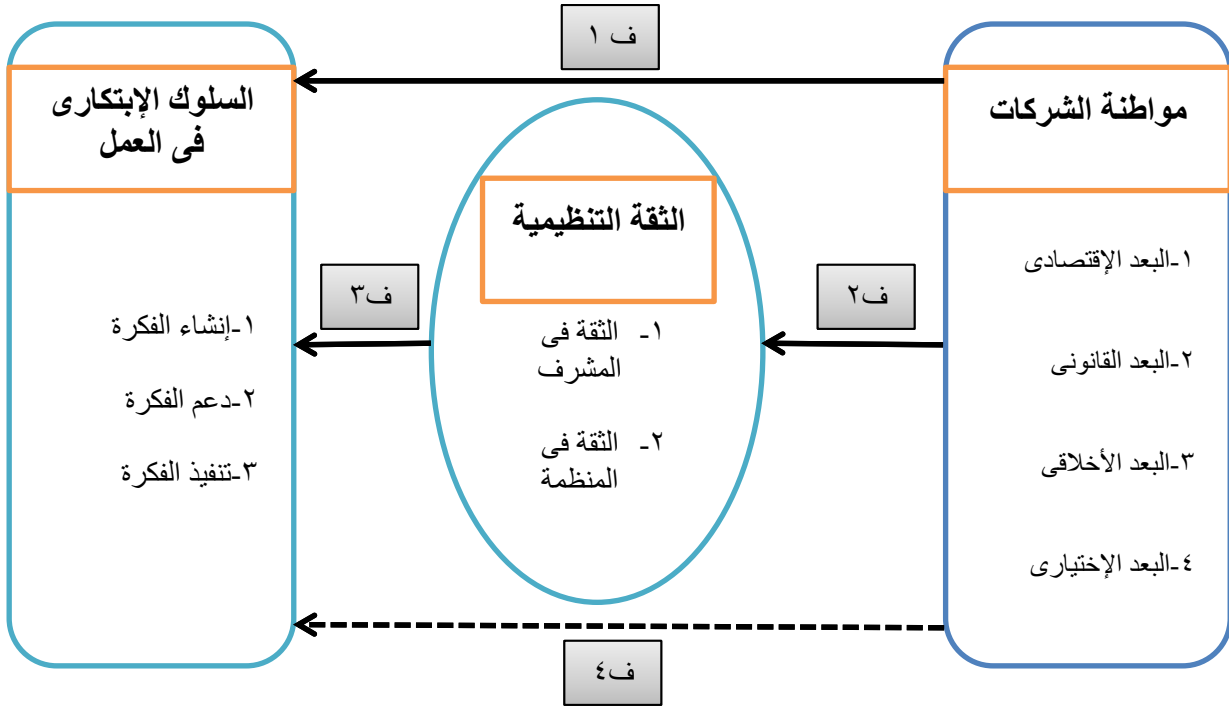 ف ١
مواطنة الشركات
١-البعد الإقتصادى
٢-البعد القانونى
٣-البعد الأخلاقى
٤-البعد الإختيارى
ف٢
الثقة التنظيمية
١- الثقة فى
المشرف
٢- الثقة فى
المنظمة
ف٣
السلوك الإبتكارى
فى العمل
١-إنشاء الفكرة
٢-دعم الفكرة
٣-تنفيذ الفكرة
ف٤